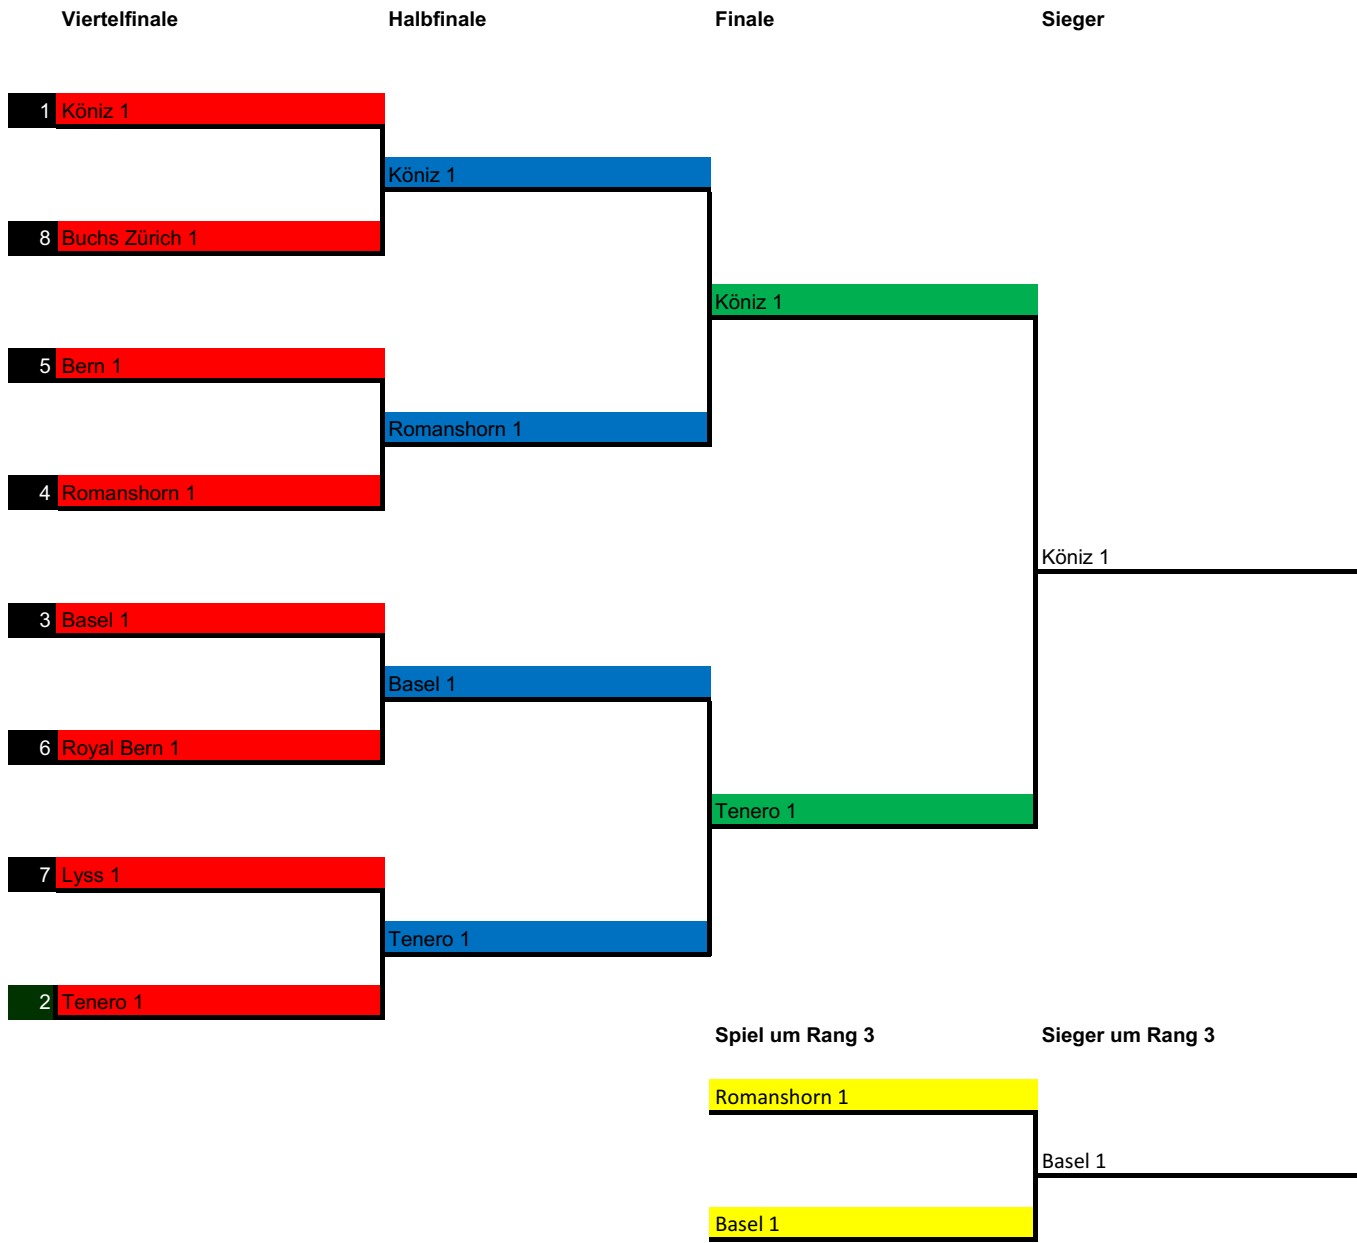 Viertelfinale Halbfinale Finale Sieger
1 Köniz 1
Köniz 1
8 Buchs Zürich 1
Köniz 1
5 Bern 1
Romanshorn 1
4 Romanshorn 1
Köniz 1
3 Basel 1
Basel 1
6 Royal Bern 1
Tenero 1
7 Lyss 1
Tenero 1
2 Tenero 1
Spiel um Rang 3 Sieger um Rang 3
Romanshorn 1
Basel 1
Basel 1